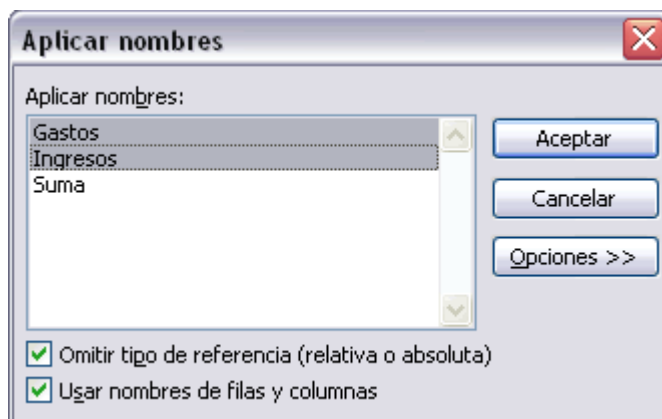 Aplicar nombres
Aplicar nombres:
Gastos
Ingresos
Suma
Aceptar
Cancelar
Opciones >>
Omitir tipo de referencia (relativa o absoluta)
Usar nombres de filas y columnas